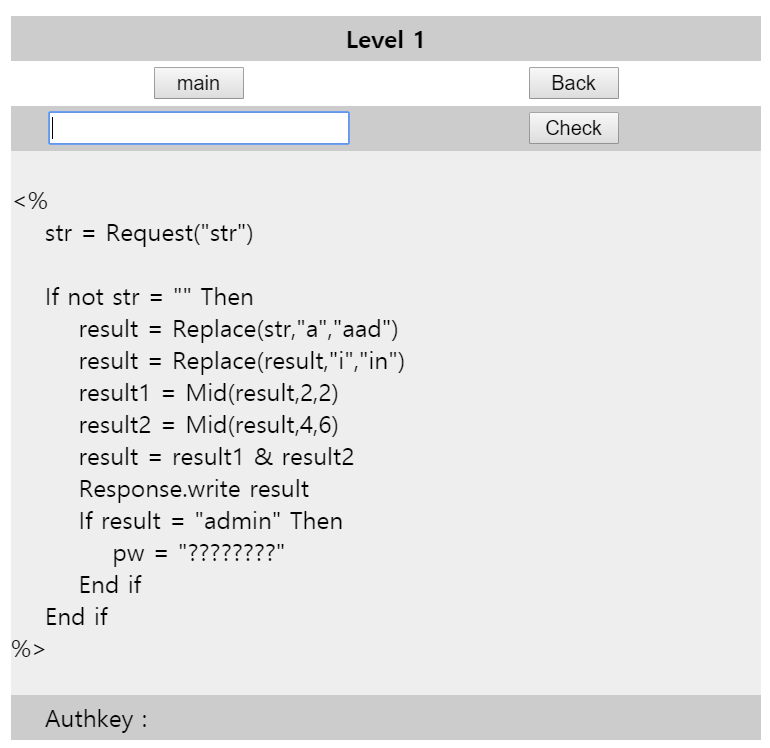 Level 1
main Back
Check
<%
str = Request("str")
If not str = "" Then
result = Replace(str,"a","aad")
result = Replace(result,"i","in")
result1 = Mid(result,2,2)
result2 = Mid(result,4,6)
result = result1 & result2
Response.write result
If result = "admin" Then
pw = "????????"
End if
End if
%>
Authkey :